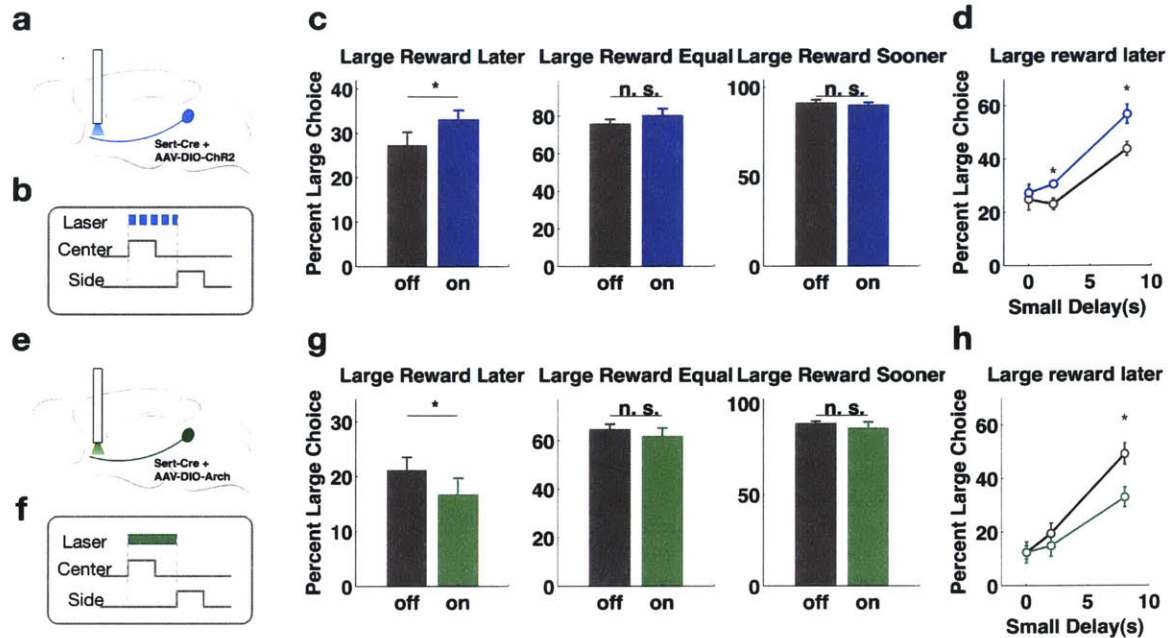 a
Sert-Cre +
AAV-DIO-ChR2
b
Laser
Center
Side
c
Large Reward Later
Large Reward Equal
Large Reward Sooner
Percent Large Choice
40
30
20
10
0
*
off
on
80
60
40
20
0
n. s.
off
on
100
50
0
n. s.
off
on
d
Large reward later
Percent Large Choice
60
40
20
0
*
*
0
5
10
Small Delay(s)
e
Sert-Cre +
AAV-DIO-Arch
f
Laser
Center
Side
g
Large Reward Later
Large Reward Equal
Large Reward Sooner
Percent Large Choice
30
20
10
0
*
off
on
60
40
20
0
n. s.
off
on
100
50
0
n. s.
off
on
h
Large reward later
Percent Large Choice
60
40
20
0
*
0
5
10
Small Delay(s)